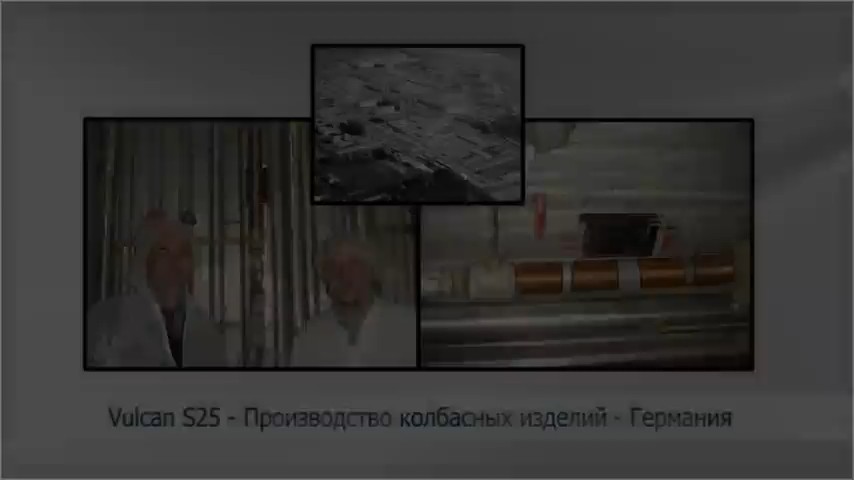 Vulcan S25 - Производство колбасных изделий - Германия